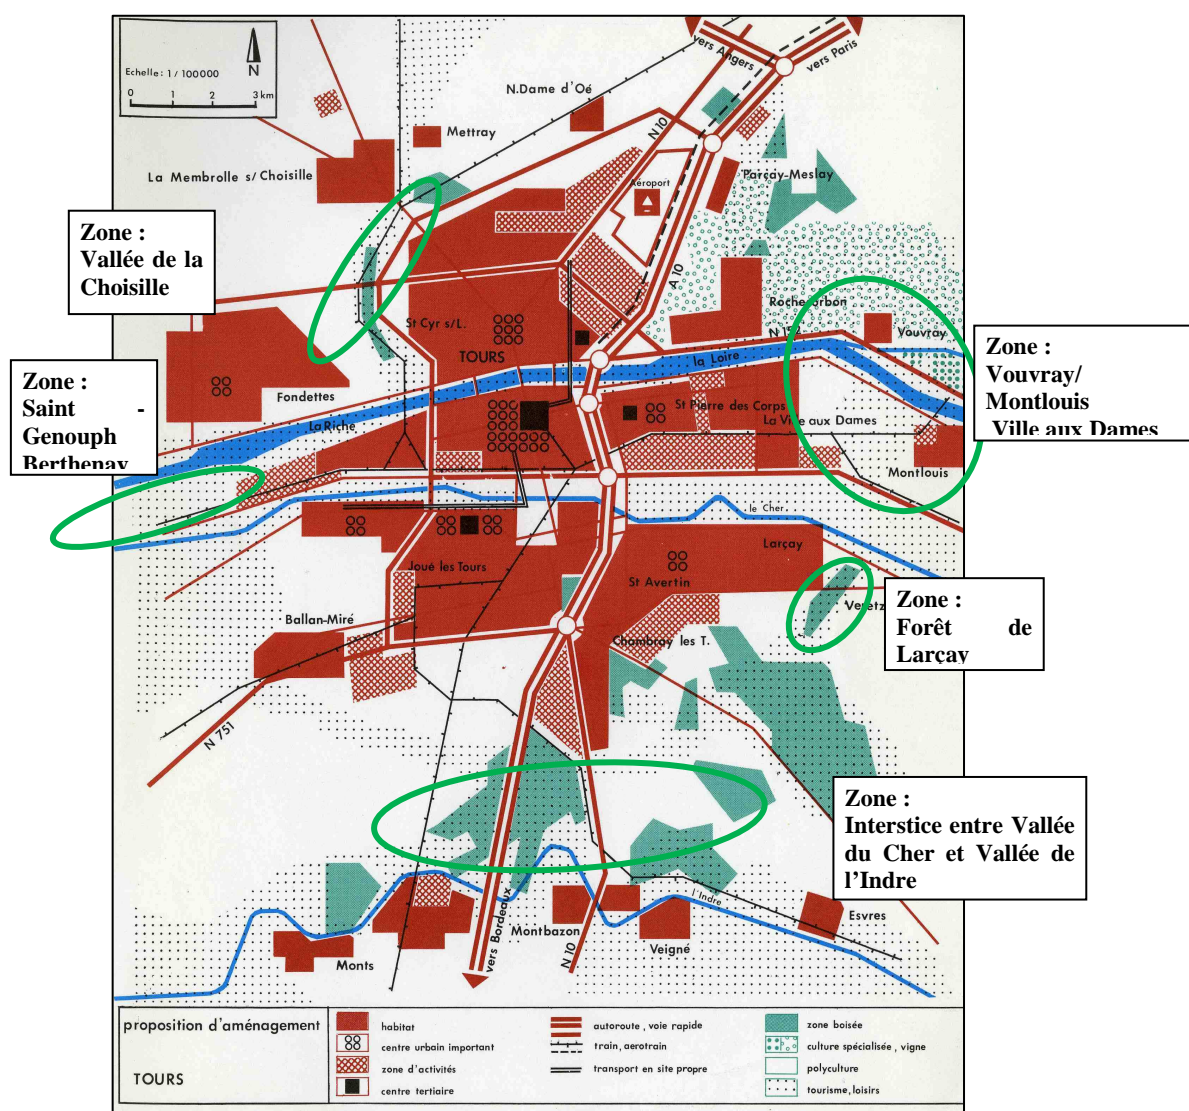 Echelle: 1 / 100000
N
0 1 2 3 km
vers Angers
vers Paris
N. Dame d'Oé
N 10
Mettray
La Membrolle s/ Choisille
Aéroport
Parçay-Meslay
Zone :
Vallée de la
Choisille
A 10
Rochecorbon
St Cyr s/L.
N 152
Vouvray
TOURS
la Loire
Zone :
Vouvray/
Montlouis
Ville aux Dames
Zone :
Saint -
Genouph
Berthenay
Fondettes
St Pierre des Corps
La Riche
La Ville aux Dames
Montlouis
le Cher
Larçay
Joué les Tours
St Avertin
Veretz
Zone :
Forêt de
Larçay
Ballan-Miré
Chambray les T.
N 751
Zone :
Interstice entre Vallée
du Cher et Vallée de
l'Indre
vers Bordeaux
l'Indre
Esvres
Montbazon
N 10
Veigné
Monts
proposition d'aménagement
TOURS
habitat
centre urbain important
zone d'activités
centre tertiaire
autoroute, voie rapide
train, aerotrain
transport en site propre
zone boisée
culture spécialisée, vigne
polyculture
tourisme, loisirs